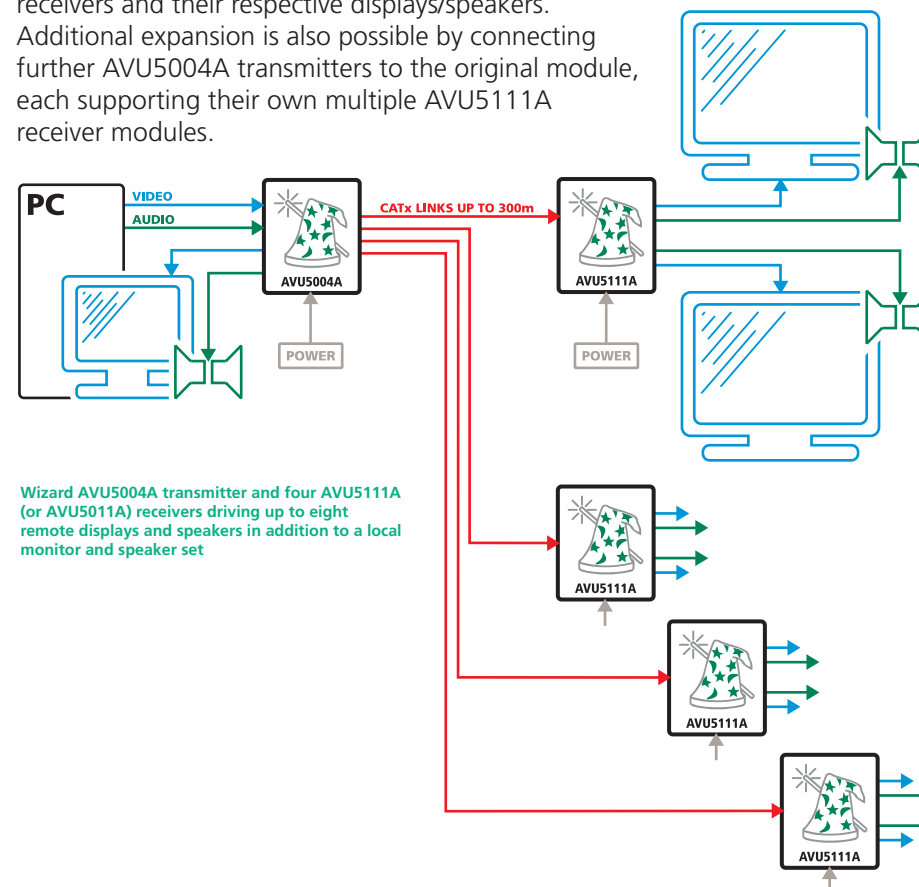 receivers and their respective displays/speakers.
Additional expansion is also possible by connecting
further AVU5004A transmitters to the original module,
each supporting their own multiple AVU5111A
receiver modules.
PC
VIDEO
AUDIO
AVU5004A
POWER
CATx LINKS UP TO 300m
AVU5111A
POWER
Wizard AVU5004A transmitter and four AVU5111A
(or AVU5011A) receivers driving up to eight
remote displays and speakers in addition to a local
monitor and speaker set
AVU5111A
AVU5111A
AVU5111A